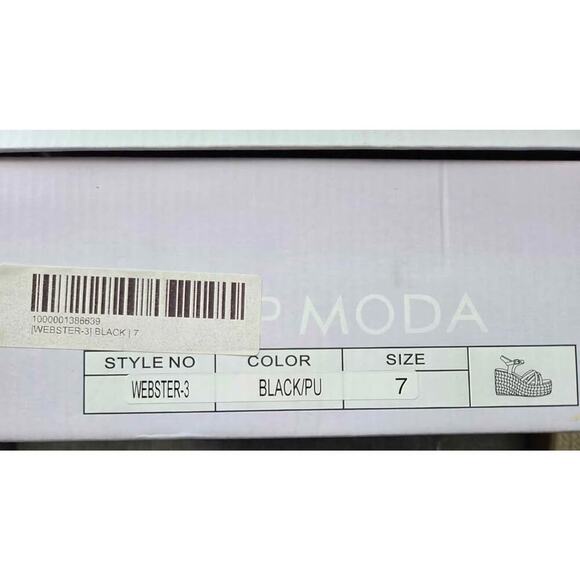 P MODA
1000001386639
[WEBSTER-3] BLACK | 7
STYLE NO COLOR SIZE
WEBSTER-3 BLACK/PU 7